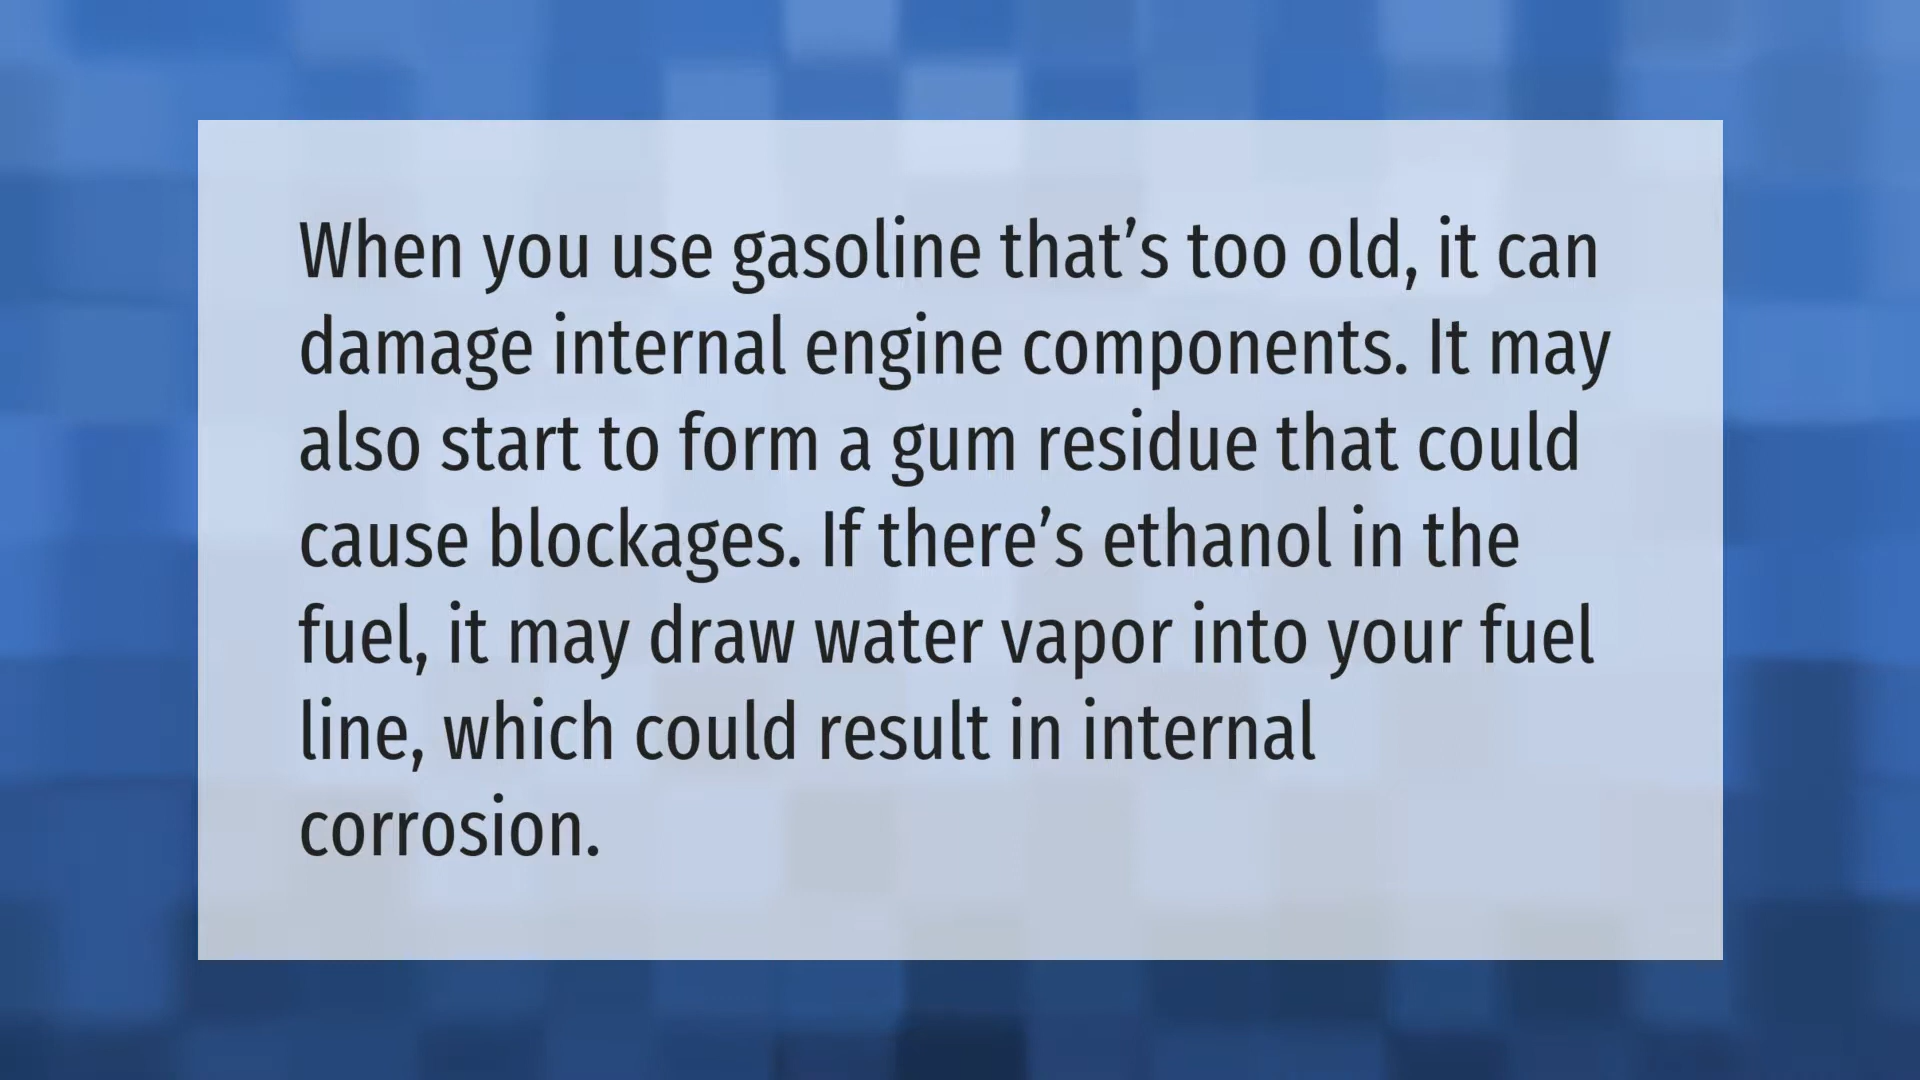 When you use gasoline that’s too old, it can
damage internal engine components. It may
also start to form a gum residue that could
cause blockages. If there’s ethanol in the
fuel, it may draw water vapor into your fuel
line, which could result in internal
corrosion.